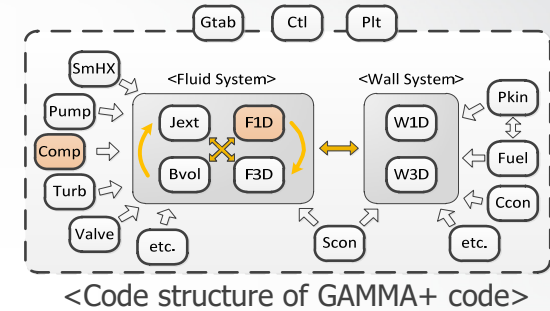 Gtab Ctl Plt
<Fluid System> <Wall System>
SmHX
Pump
Comp
Turb
Valve
etc.
Jext F1D
Bvol F3D
W1D
W3D
Scon
Pkin
Fuel
Ccon
etc.
<Code structure of GAMMA+ code>